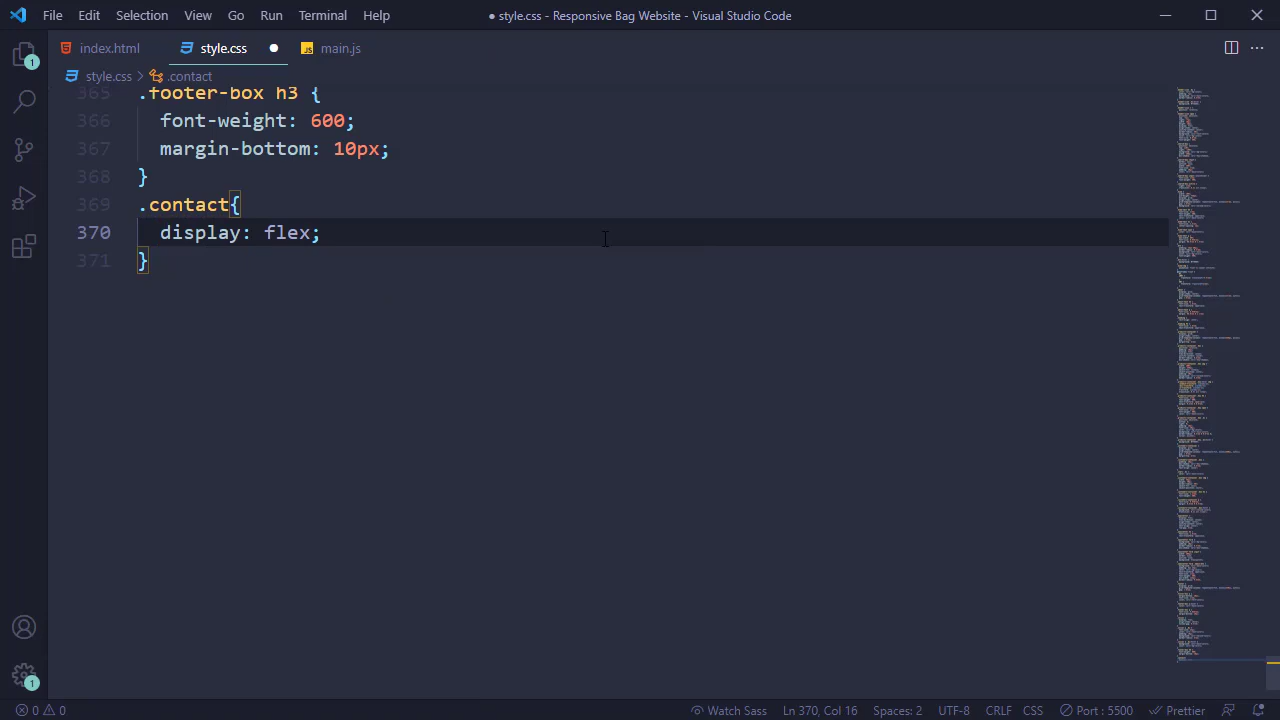 File Edit Selection View Go Run Terminal Help ● style.css - Responsive Bag Website - Visual Studio Code
index.html style.css ● main.js
style.css > .contact
365 .footer-box h3 {
366 font-weight: 600;
367 margin-bottom: 10px;
368 }
369 .contact{
370 display: flex;
371 }
1
1
0 0 Watch Sass Ln 370, Col 16 Spaces: 2 UTF-8 CRLF CSS Port : 5500 Prettier